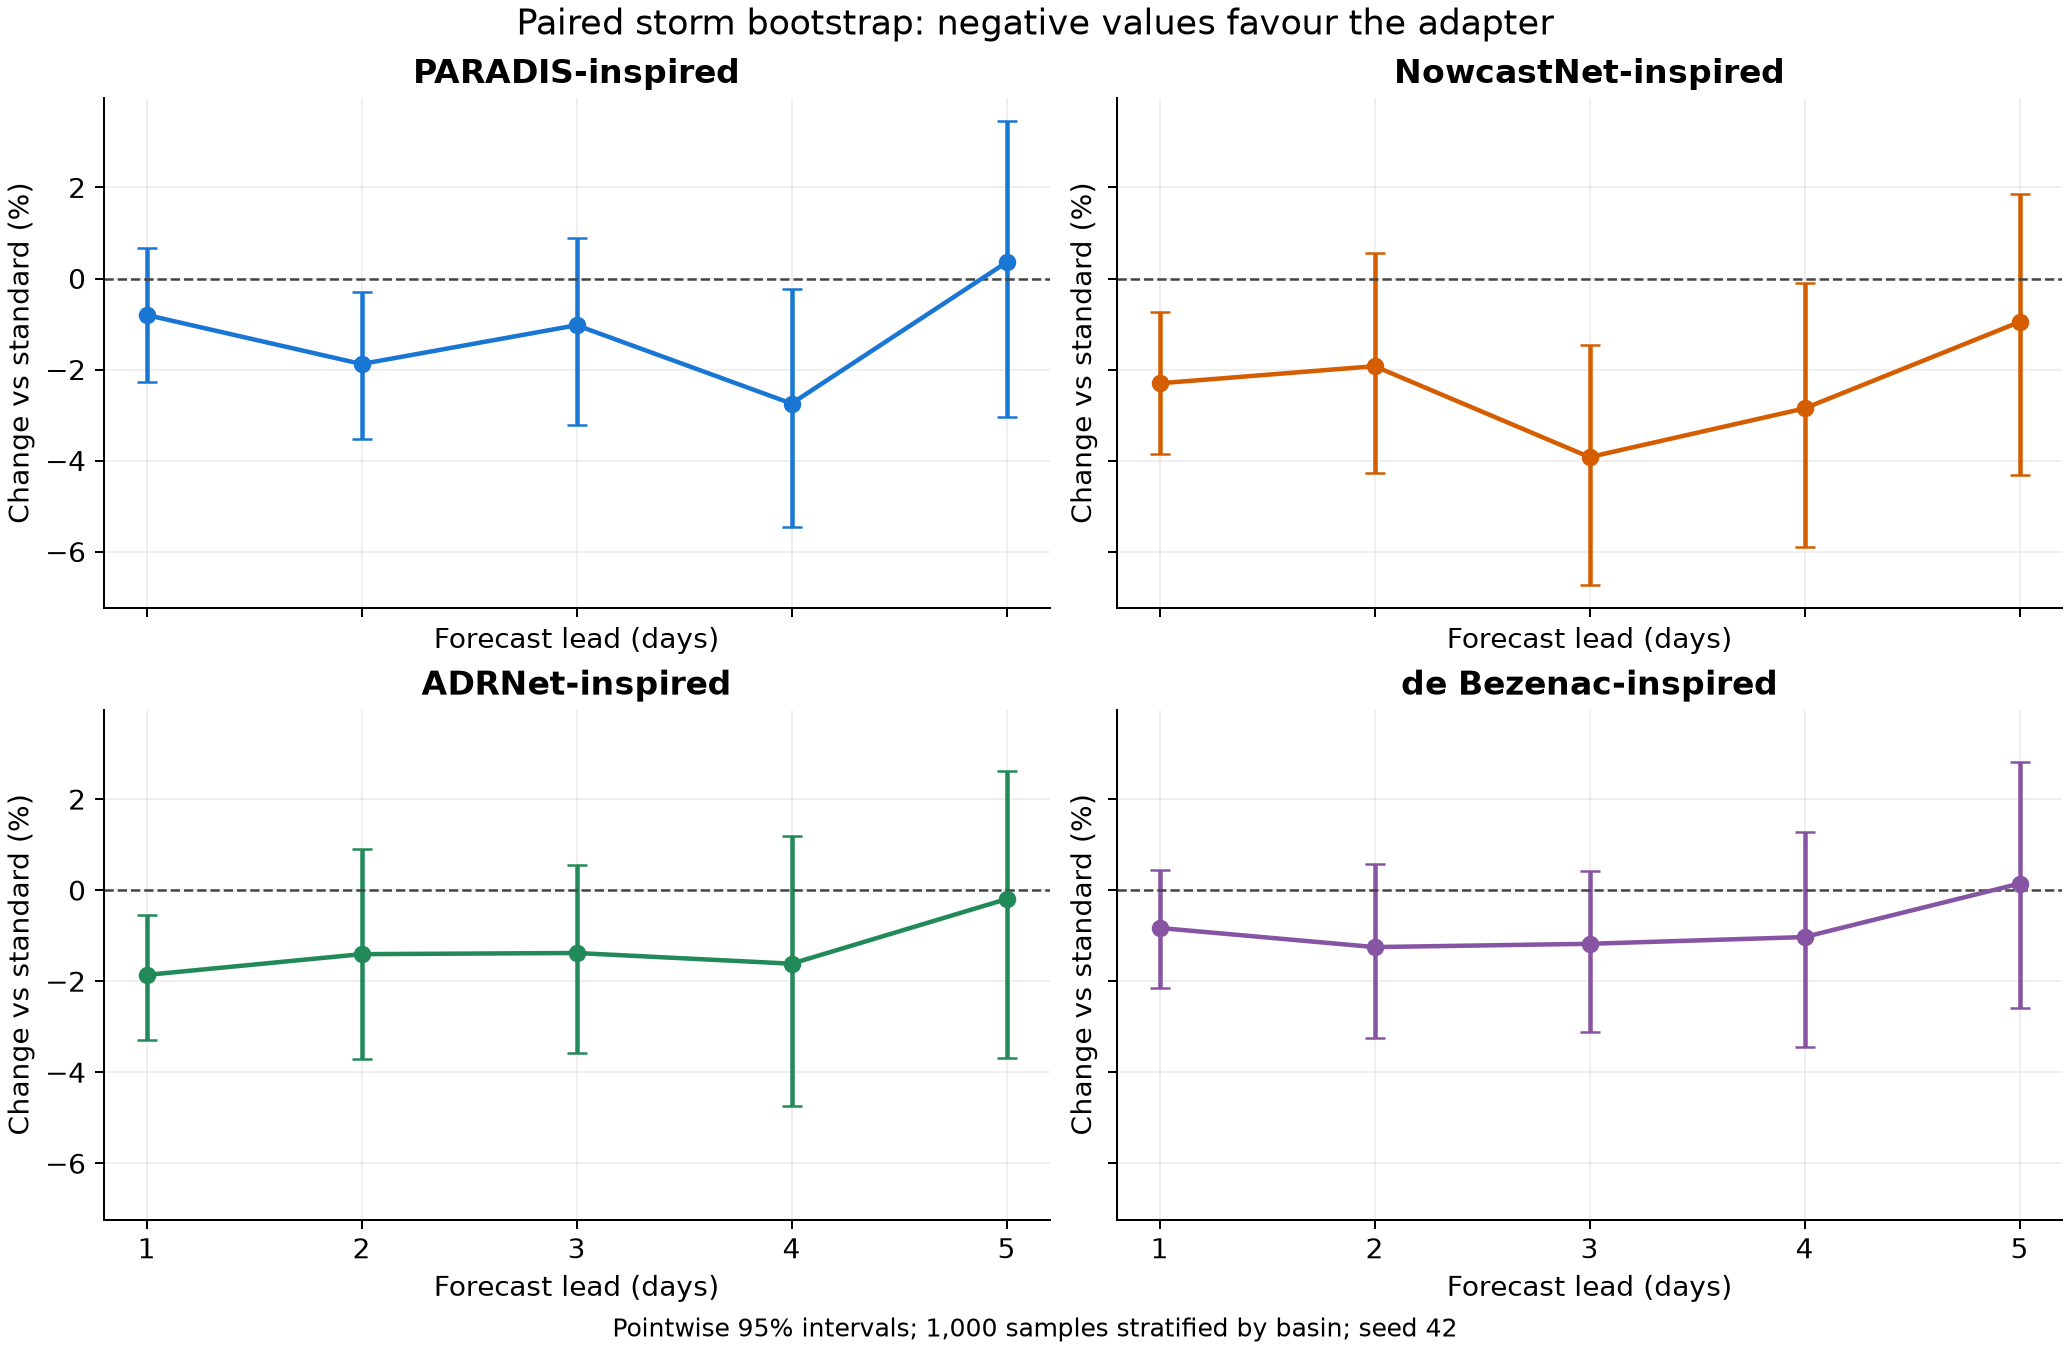 Paired storm bootstrap: negative values favour the adapter
PARADIS-inspired
Change vs standard (%)
2
0
−2
−4
−6
Forecast lead (days)
NowcastNet-inspired
Change vs standard (%)
Forecast lead (days)
ADRNet-inspired
Change vs standard (%)
2
0
−2
−4
−6
1 2 3 4 5
Forecast lead (days)
de Bezenac-inspired
Change vs standard (%)
1 2 3 4 5
Forecast lead (days)
Pointwise 95% intervals; 1,000 samples stratified by basin; seed 42